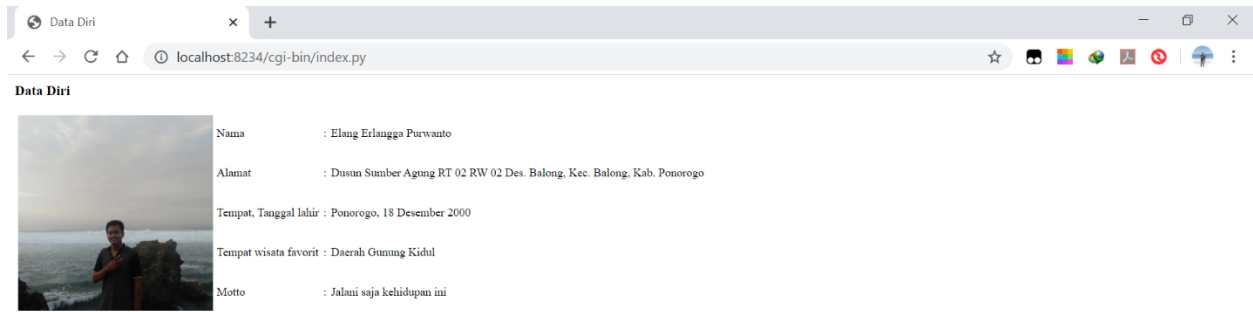 Data Diri
localhost:8234/cgi-bin/index.py
Data Diri
Nama : Elang Erlangga Purwanto
Alamat : Dusun Sumber Agung RT 02 RW 02 Des. Balong, Kec. Balong, Kab. Ponorogo
Tempat, Tanggal lahir : Ponorogo, 18 Desember 2000
Tempat wisata favorit : Daerah Gunung Kidul
Motto : Jalani saja kehidupan ini